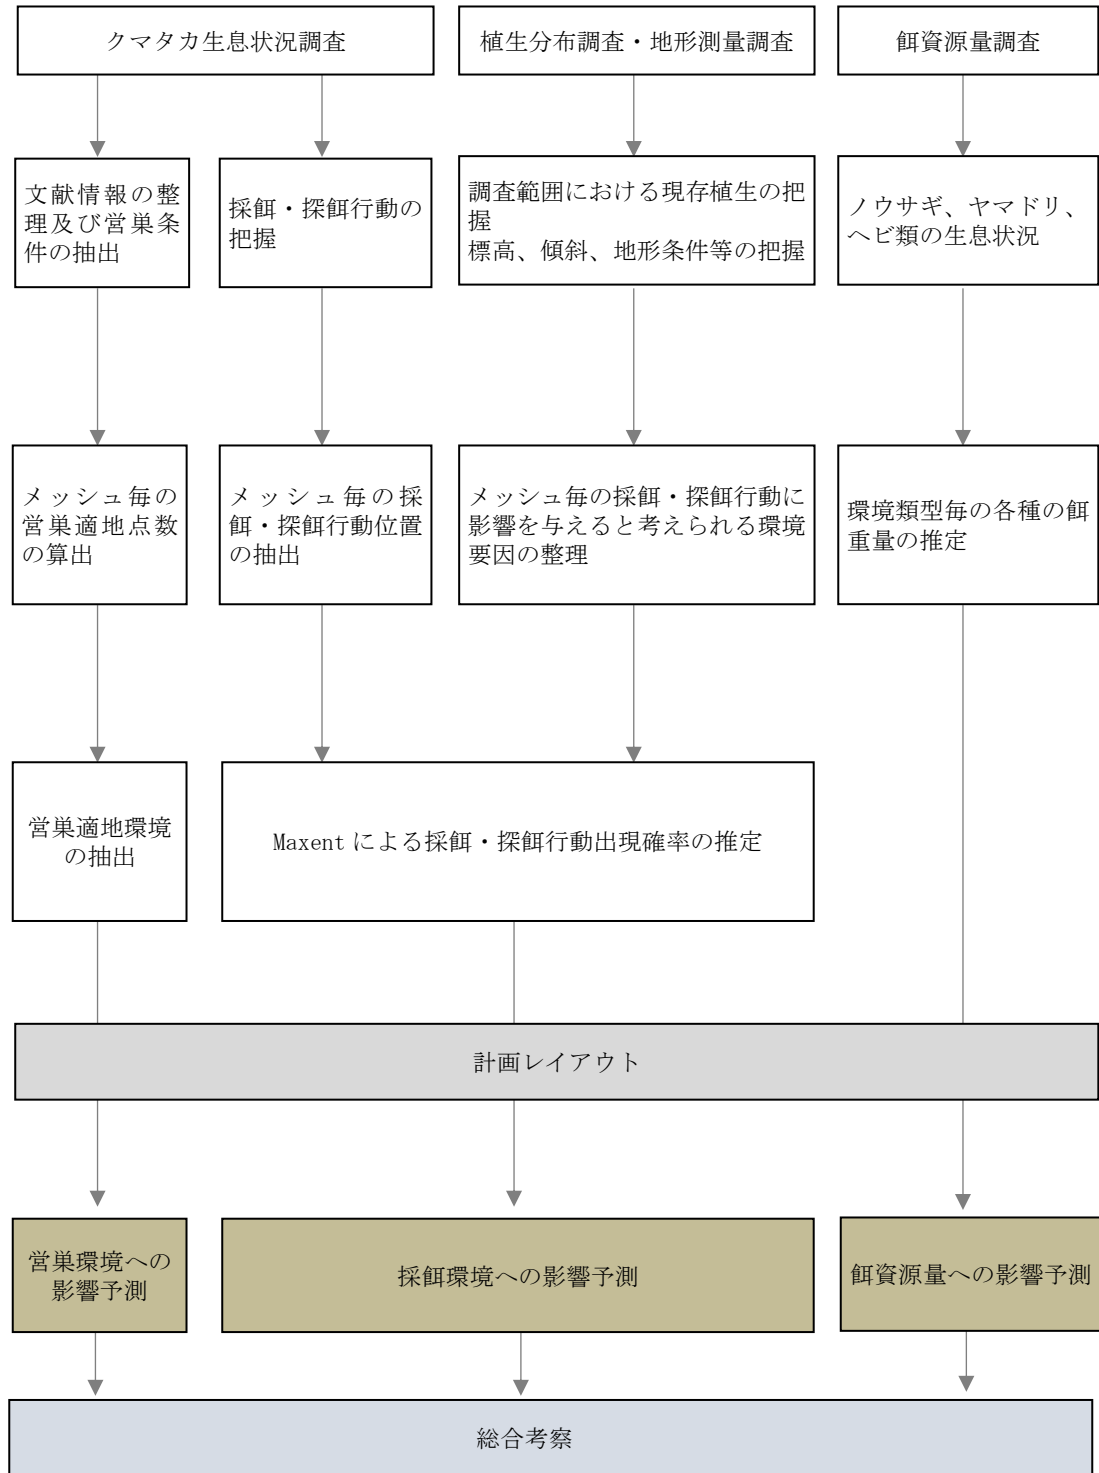 クマタカ生息状況調査
植生分布調査・地形測量調査
餌資源量調査
文献情報の整
理及び営巣条
件の抽出
採餌・探餌行動の
把握
調査範囲における現存植生の把
握
標高、傾斜、地形条件等の把握
ノウサギ、ヤマドリ、
ヘビ類の生息状況
メッシュ毎の
営巣適地点数
の算出
メッシュ毎の採
餌・探餌行動位置
の抽出
メッシュ毎の採餌・探餌行動に
影響を与えると考えられる環境
要因の整理
環境類型毎の各種の餌
重量の推定
営巣適地環境
の抽出
Maxent による採餌・探餌行動出現確率の推定
計画レイアウト
営巣環境への
影響予測
採餌環境への影響予測
餌資源量への影響予測
総合考察